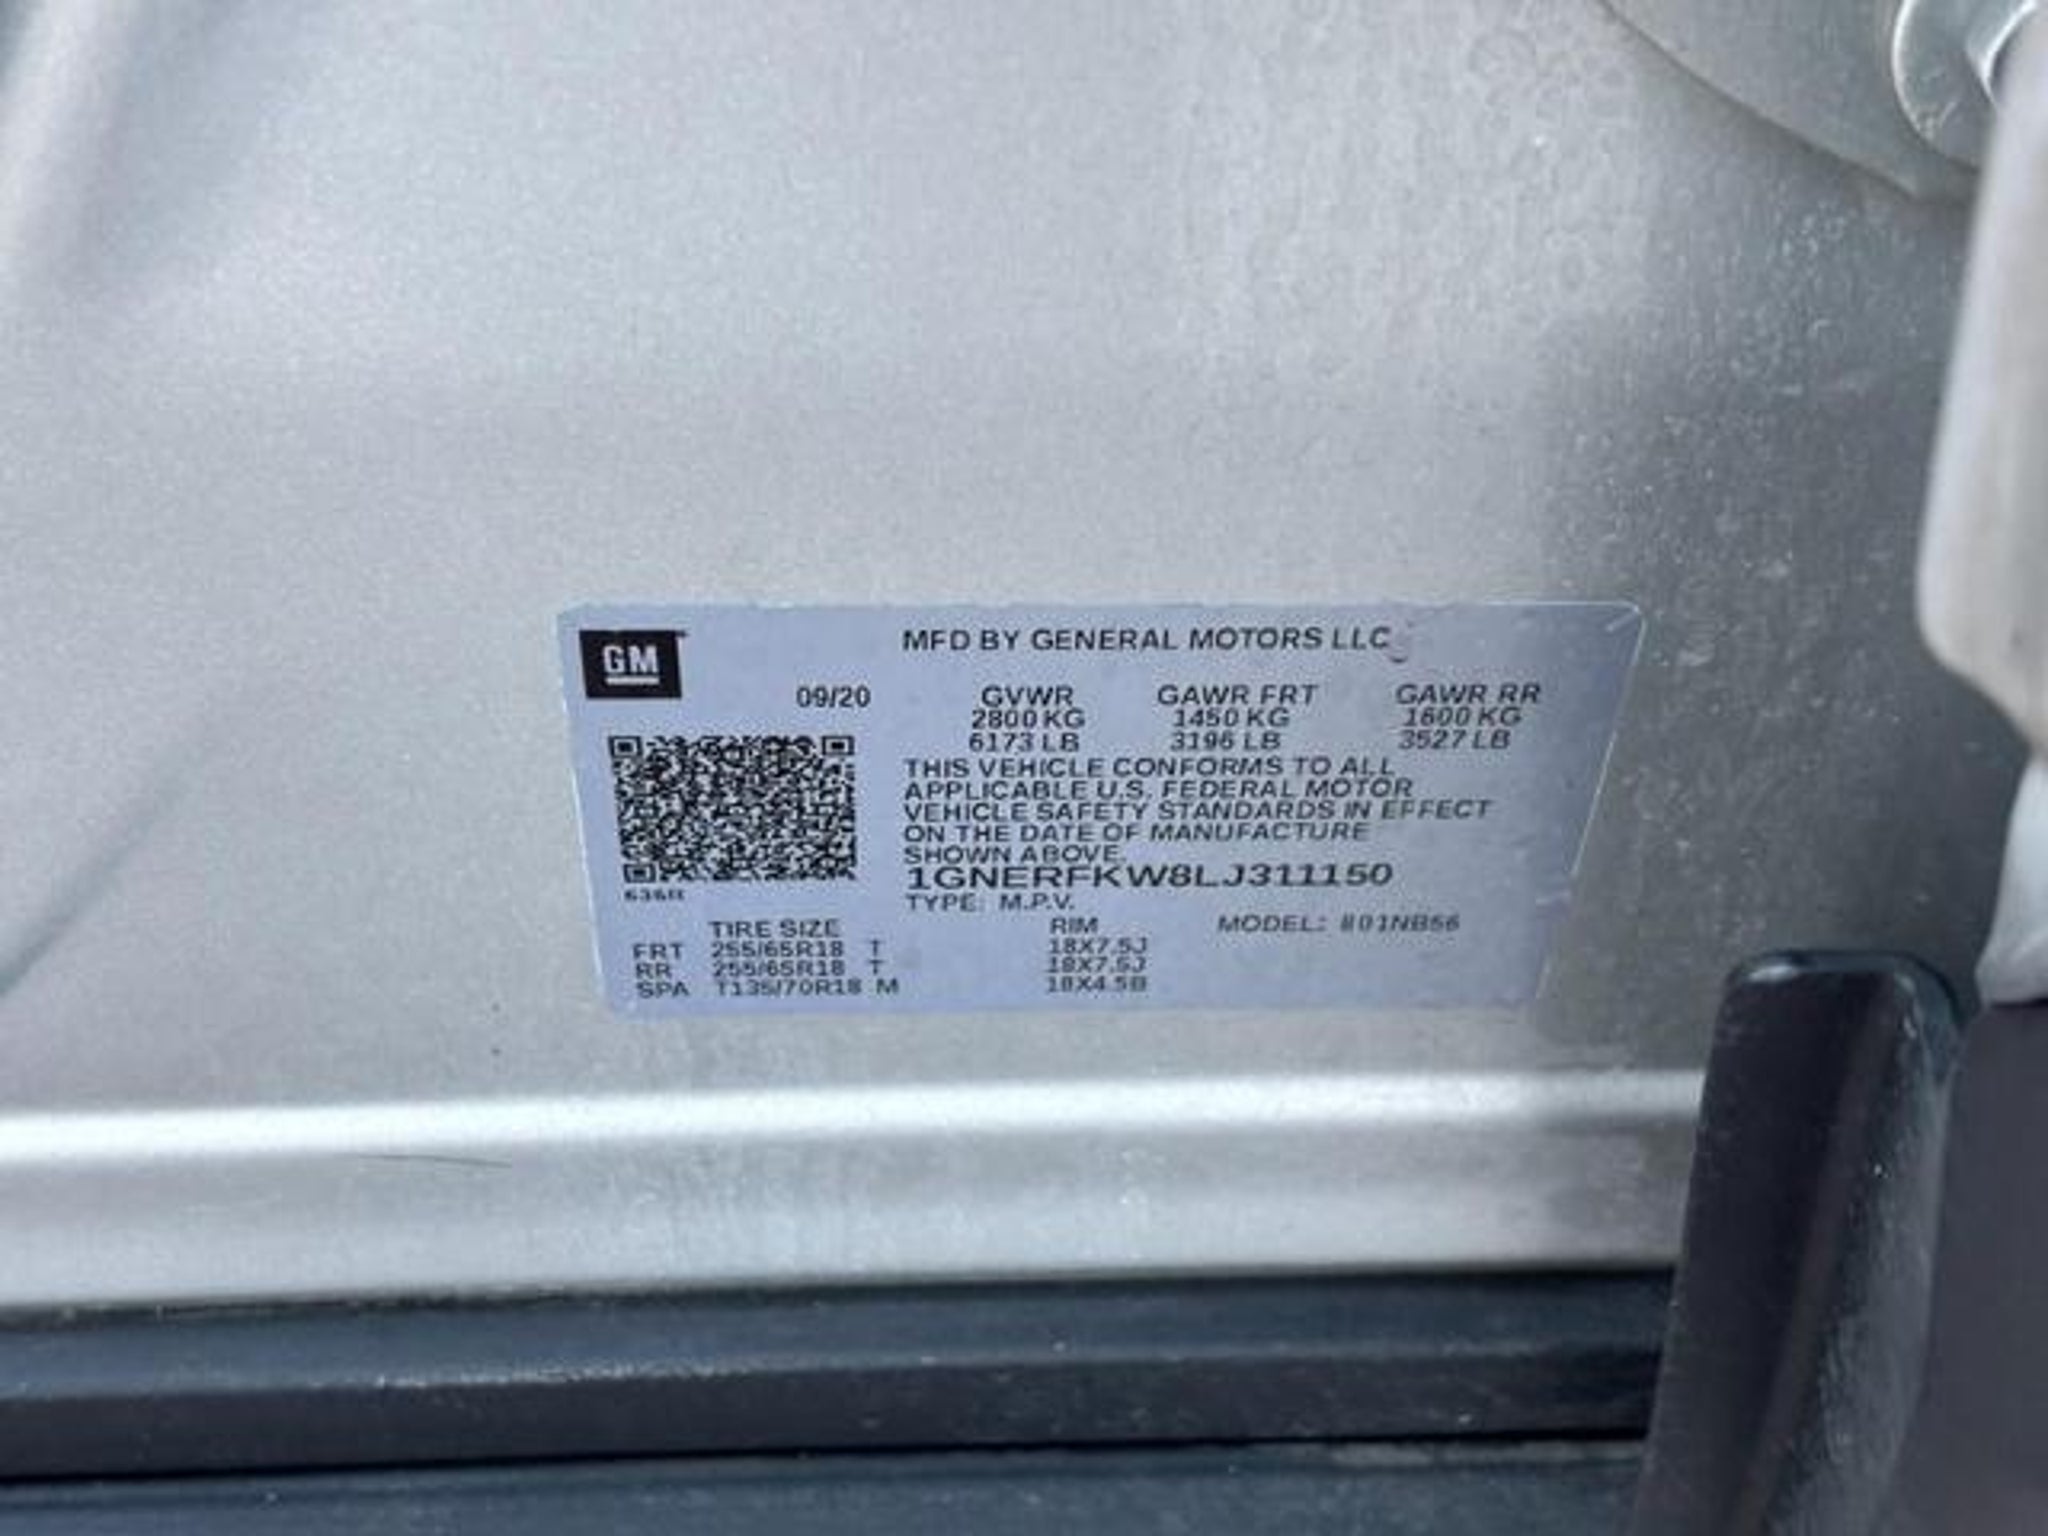 GM
MFD BY GENERAL MOTORS LLC
09/20 GVWR GAWR FRT GAWR RR
2800 KG 1450 KG 1600 KG
6173 LB 3196 LB 3527 LB
THIS VEHICLE CONFORMS TO ALL
APPLICABLE U.S. FEDERAL MOTOR
VEHICLE SAFETY STANDARDS IN EFFECT
ON THE DATE OF MANUFACTURE
SHOWN ABOVE.
1GNERFKW8LJ311150
TYPE: M.P.V.
TIRE SIZE RIM MODEL:
FRT 255/65R18 T 18X7.5J
RR 255/65R18 T 18X7.5J
SPA T135/70R18 M 18X4.5B